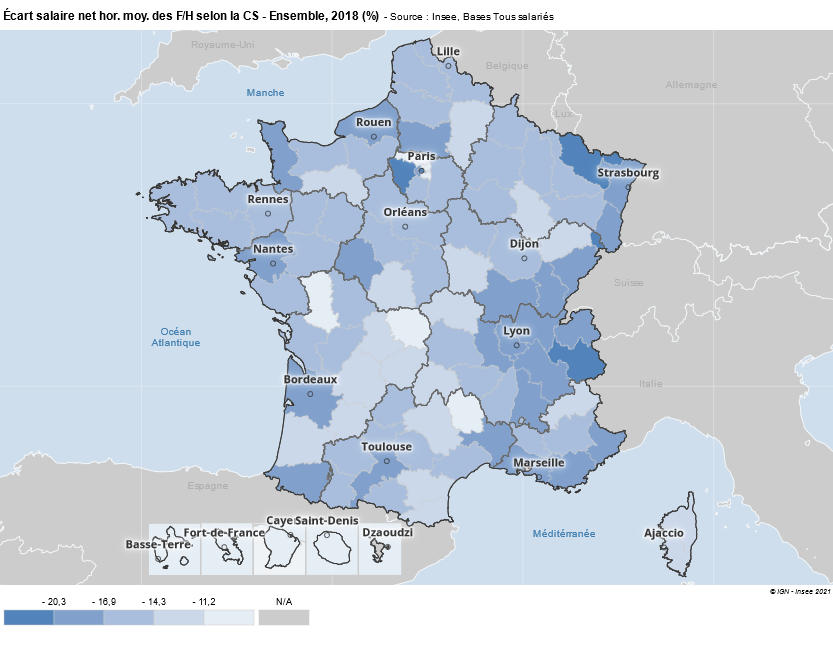 Écart salaire net hor. moy. des F/H selon la CS - Ensemble, 2018 (%) - Source : Insee, Bases Tous salariés
Royaume-Uni
Lille
Belgique
Allemagne
Manche
Lux
Rouen
Paris
Strasbourg
Rennes
Orléans
Dijon
Nantes
Suisse
Océan
Atlantique
Lyon
Bordeaux
Italie
Toulouse
Marseille
Espagne
Basse-Terre
Fort-de-France
Caye
Saint-Denis
Dzaoudzi
Méditérranée
Ajaccio
© IGN - Insee 2021
- 20,3 - 16,9 - 14,3 - 11,2 N/A